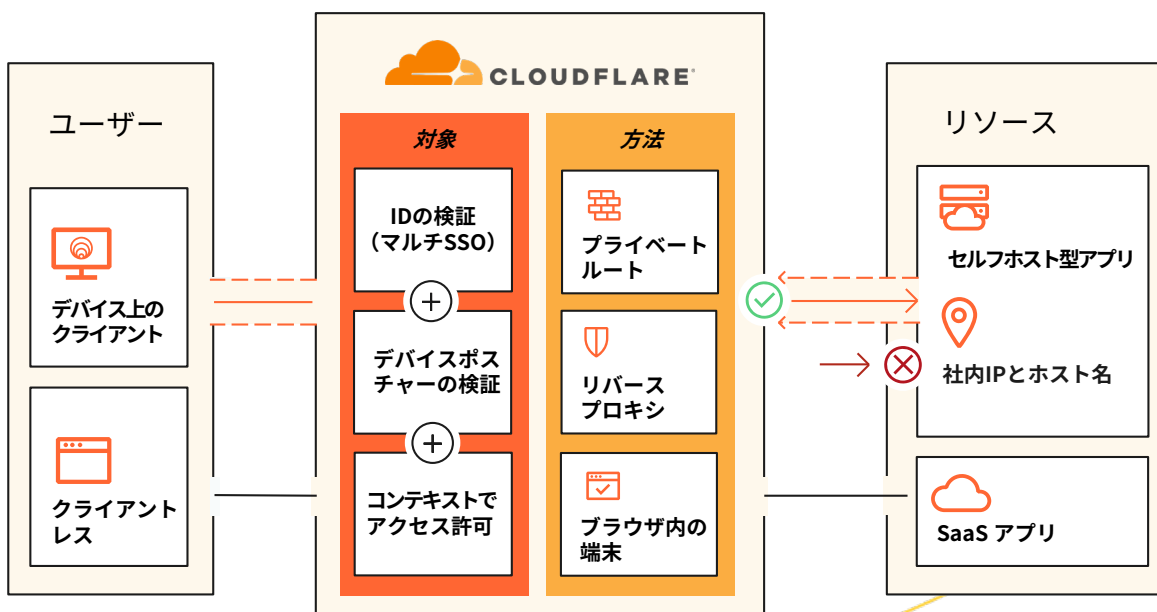 ユーザー
デバイス上の
クライアント
クライアント
レス
CLOUDFLARE
対象
IDの検証
(マルチSSO)
デバイスポス
チャーの検証
コンテキストで
アクセス許可
方法
プライベート
ルート
リバース
プロキシ
ブラウザ内の
端末
リソース
セルフホスト型アプリ
社内IPとホスト名
SaaS アプリ